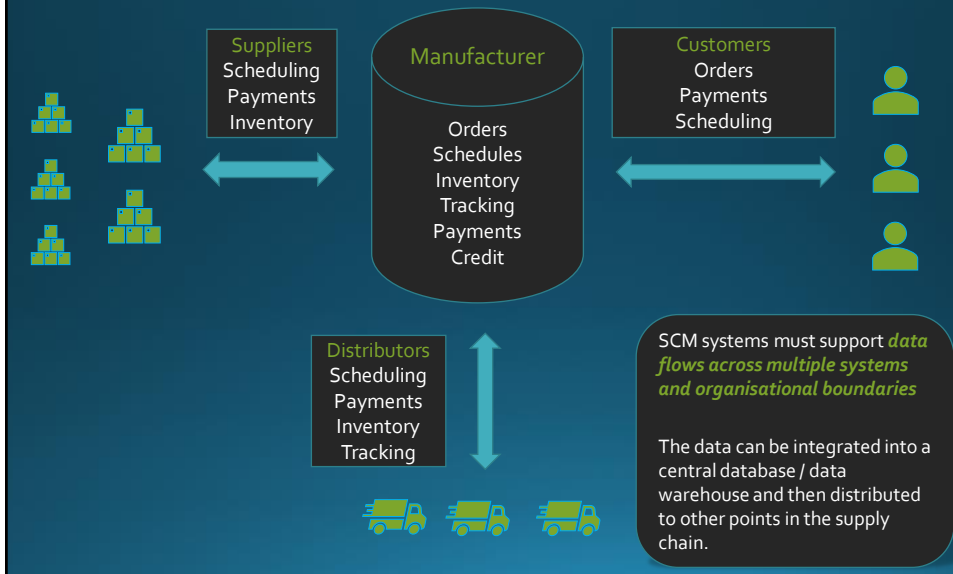 Suppliers
Scheduling
Payments
Inventory
Manufacturer
Orders
Schedules
Inventory
Tracking
Payments
Credit
Customers
Orders
Payments
Scheduling
Distributors
Scheduling
Payments
Inventory
Tracking
SCM systems must support data
flows across multiple systems
and organisational boundaries
The data can be integrated into a
central database / data
warehouse and then distributed
to other points in the supply
chain.